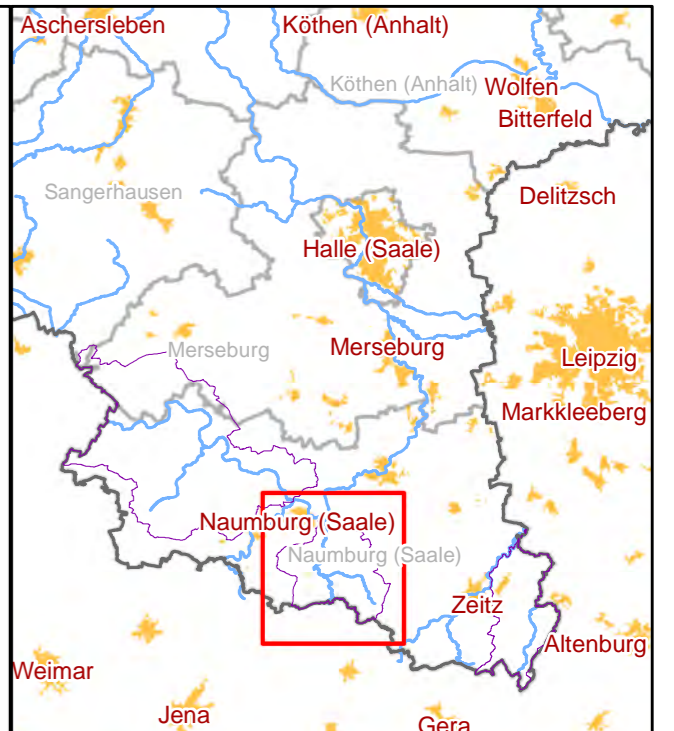 Aschersleben
Köthen (Anhalt)
Köthen (Anhalt)
Wolfen
Bitterfeld
Sangerhausen
Delitzsch
Halle (Saale)
Merseburg
Merseburg
Leipzig
Markkleeberg
Naumburg (Saale)
Naumburg (Saale)
Zeitz
Altenburg
Weimar
Jena
Gera